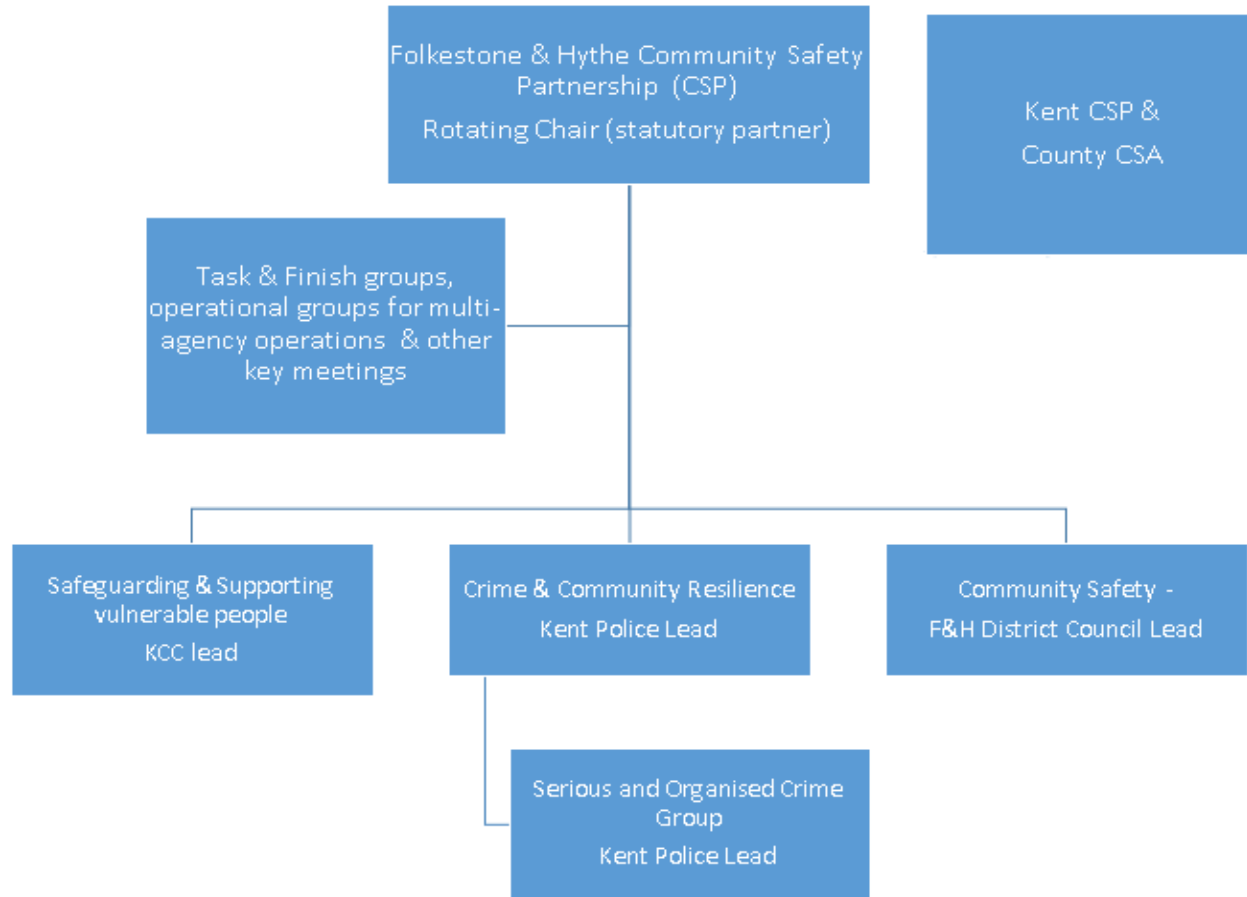 Folkestone & Hythe Community Safety
Partnership (CSP)
Rotating Chair (statutory partner)
Kent CSP &
County CSA
Task & Finish groups,
operational groups for multi-
agency operations & other
key meetings
Safeguarding & Supporting
vulnerable people
KCC lead
Crime & Community Resilience
Kent Police Lead
Community Safety -
F&H District Council Lead
Serious and Organised Crime
Group
Kent Police Lead